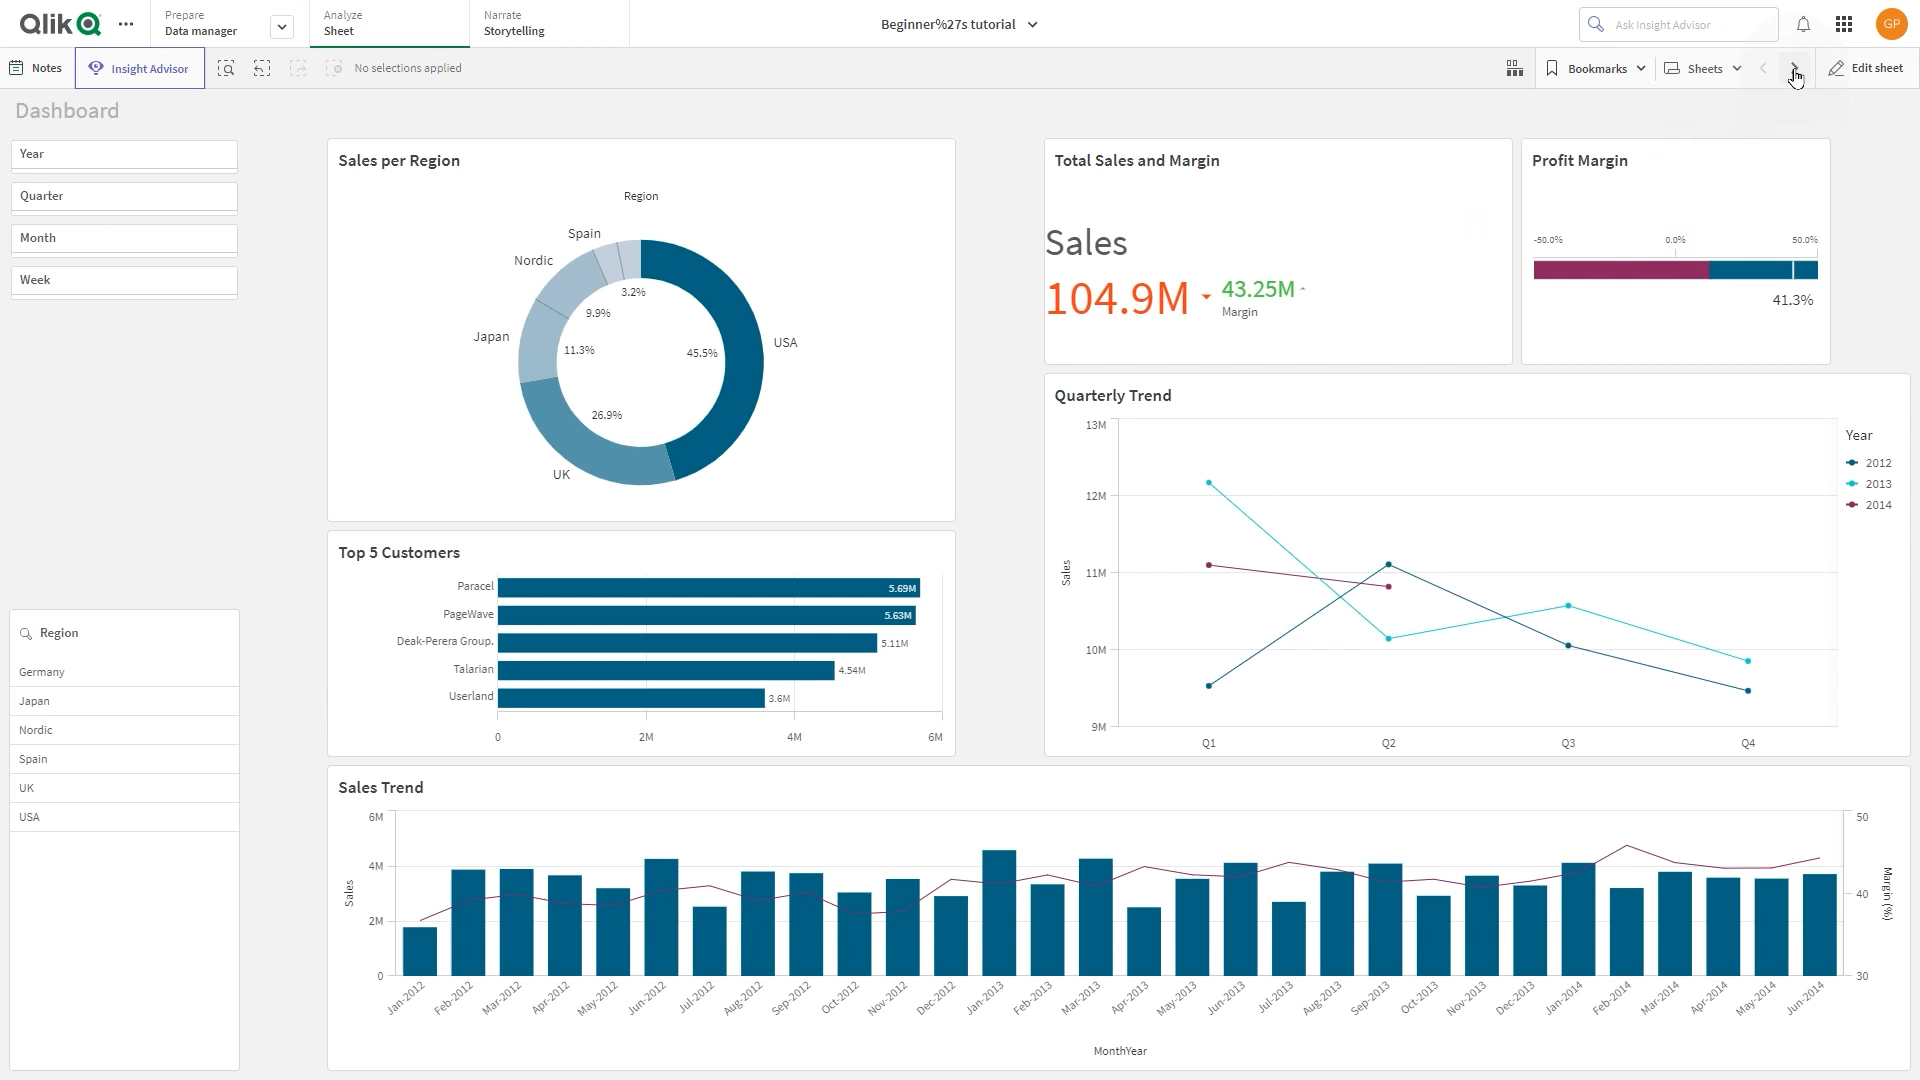 Qlik
Prepare
Data manager
Analyze
Sheet
Narrate
Storytelling
Beginner%27s tutorial
Ask Insight Advisor
GP
Notes
Insight Advisor
No selections applied
Bookmarks
Sheets
Edit sheet
Dashboard
Year
Quarter
Month
Week
Region
Germany
Japan
Nordic
Spain
UK
USA
Sales per Region
Region
Spain
Nordic
Japan
UK
USA
3.2%
9.9%
11.3%
26.9%
45.5%
Total Sales and Margin
Sales
104.9M
43.25M
Margin
Profit Margin
-50.0%
0.0%
50.0%
41.3%
Top 5 Customers
Paracel
5.69M
PageWave
5.63M
Deak-Perera Group.
5.11M
Talarian
4.54M
Userland
3.6M
0
2M
4M
6M
Quarterly Trend
13M
12M
11M
10M
9M
Sales
Q1
Q2
Q3
Q4
Year
2012
2013
2014
Sales Trend
6M
4M
2M
0
Sales
50
40
30
Margin (%)
Jan-2012
Feb-2012
Mar-2012
Apr-2012
May-2012
Jun-2012
Jul-2012
Aug-2012
Sep-2012
Oct-2012
Nov-2012
Dec-2012
Jan-2013
Feb-2013
Mar-2013
Apr-2013
May-2013
Jun-2013
Jul-2013
Aug-2013
Sep-2013
Oct-2013
Nov-2013
Dec-2013
Jan-2014
Feb-2014
Mar-2014
Apr-2014
May-2014
Jun-2014
MonthYear